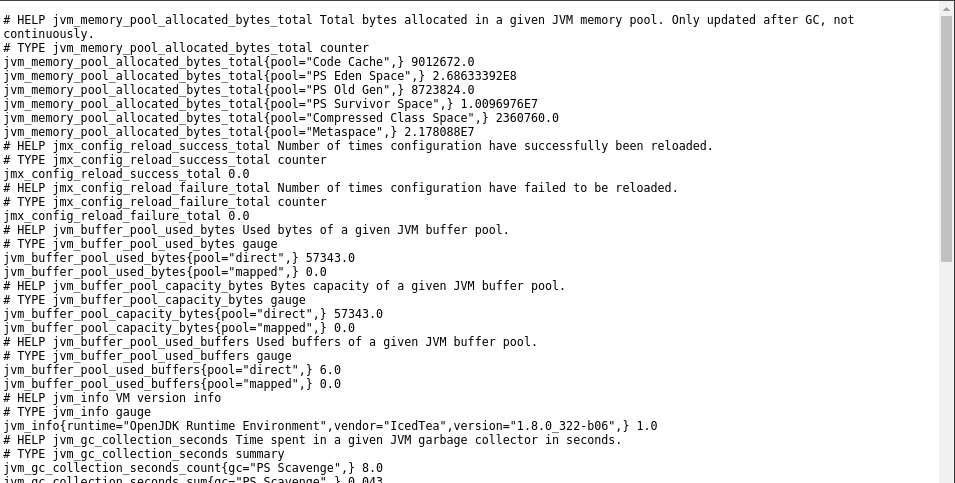 # HELP jvm_memory_pool_allocated_bytes_total Total bytes allocated in a given JVM memory pool. Only updated after GC, not
continuously.
# TYPE jvm_memory_pool_allocated_bytes_total counter
jvm_memory_pool_allocated_bytes_total{pool="Code Cache",} 9012672.0
jvm_memory_pool_allocated_bytes_total{pool="PS Eden Space",} 2.68633392E8
jvm_memory_pool_allocated_bytes_total{pool="PS Old Gen",} 8723824.0
jvm_memory_pool_allocated_bytes_total{pool="PS Survivor Space",} 1.0096976E7
jvm_memory_pool_allocated_bytes_total{pool="Compressed Class Space",} 2360760.0
jvm_memory_pool_allocated_bytes_total{pool="Metaspace",} 2.178088E7
# HELP jmx_config_reload_success_total Number of times configuration have successfully been reloaded.
# TYPE jmx_config_reload_success_total counter
jmx_config_reload_success_total 0.0
# HELP jmx_config_reload_failure_total Number of times configuration have failed to be reloaded.
# TYPE jmx_config_reload_failure_total counter
jmx_config_reload_failure_total 0.0
# HELP jvm_buffer_pool_used_bytes Used bytes of a given JVM buffer pool.
# TYPE jvm_buffer_pool_used_bytes gauge
jvm_buffer_pool_used_bytes{pool="direct",} 57343.0
jvm_buffer_pool_used_bytes{pool="mapped",} 0.0
# HELP jvm_buffer_pool_capacity_bytes Bytes capacity of a given JVM buffer pool.
# TYPE jvm_buffer_pool_capacity_bytes gauge
jvm_buffer_pool_capacity_bytes{pool="direct",} 57343.0
jvm_buffer_pool_capacity_bytes{pool="mapped",} 0.0
# HELP jvm_buffer_pool_used_buffers Used buffers of a given JVM buffer pool.
# TYPE jvm_buffer_pool_used_buffers gauge
jvm_buffer_pool_used_buffers{pool="direct",} 6.0
jvm_buffer_pool_used_buffers{pool="mapped",} 0.0
# HELP jvm_info VM version info
# TYPE jvm_info gauge
jvm_info{runtime="OpenJDK Runtime Environment",vendor="IcedTea",version="1.8.0_322-b06",} 1.0
# HELP jvm_gc_collection_seconds Time spent in a given JVM garbage collector in seconds.
# TYPE jvm_gc_collection_seconds summary
jvm_gc_collection_seconds_count{gc="PS Scavenge",} 8.0
jvm_gc_collection_seconds_sum{gc="PS Scavenge",} 0.043